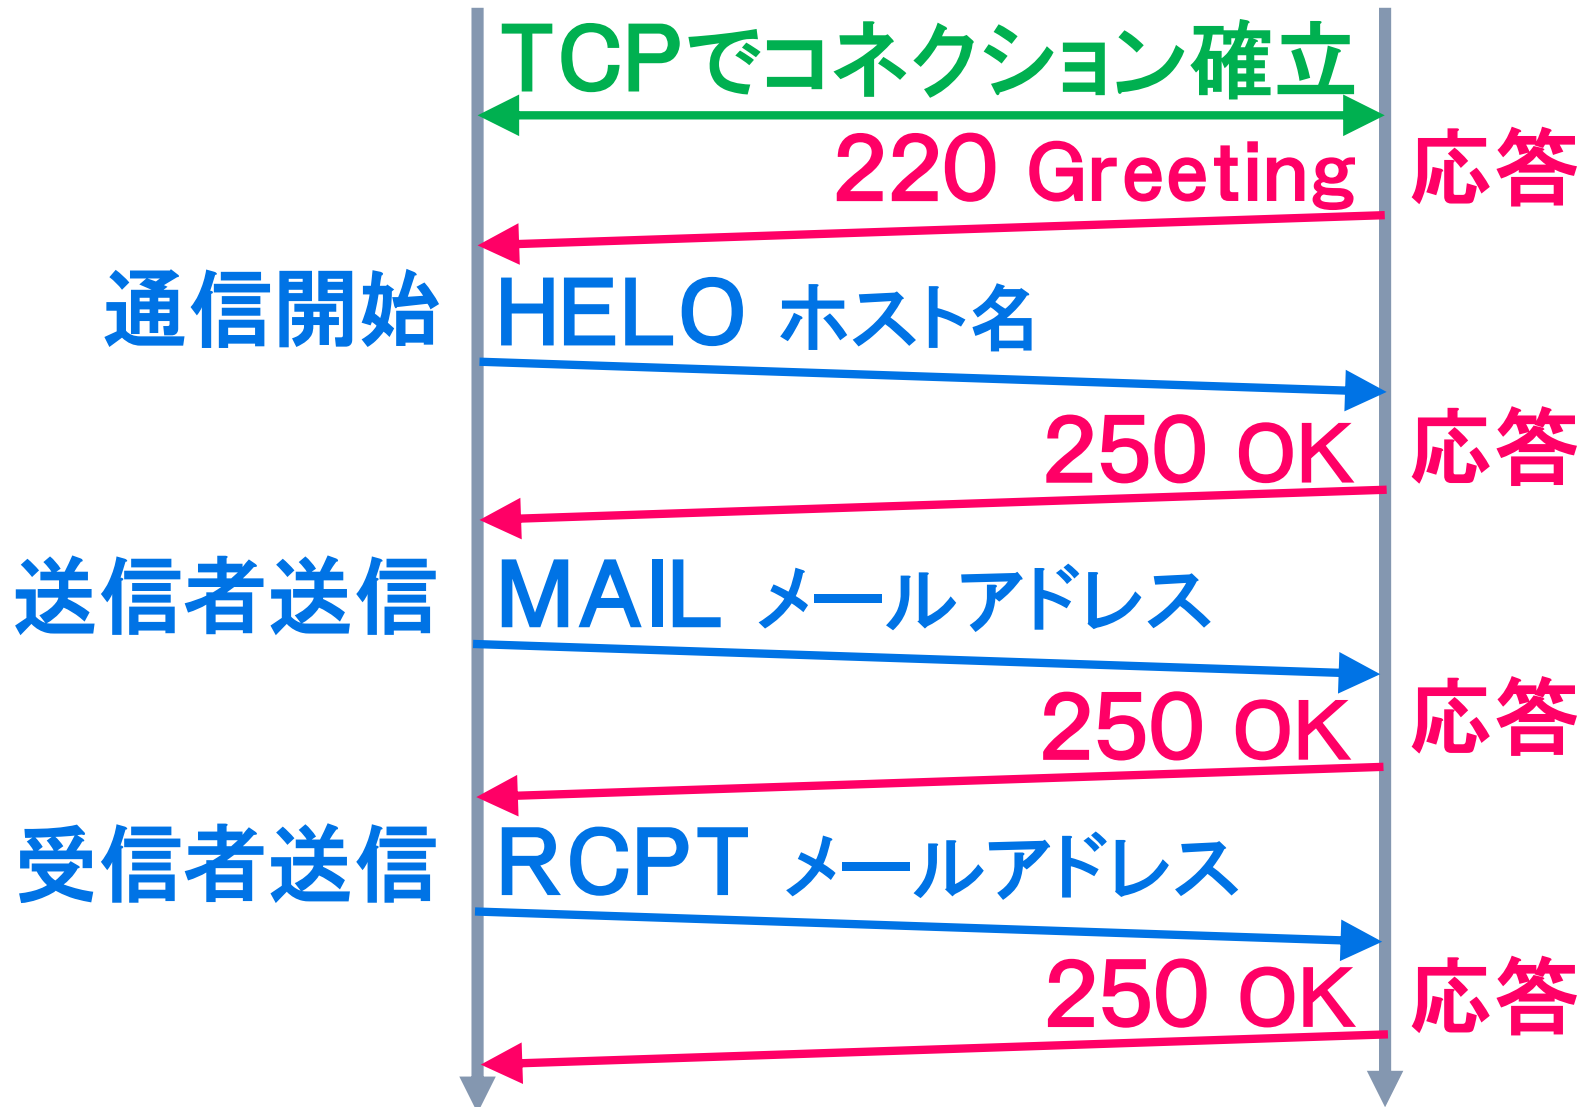 TCPでコネクション確立
220 Greeting 応答
通信開始 HELO ホスト名
250 OK 応答
送信者送信 MAIL メールアドレス
250 OK 応答
受信者送信 RCPT メールアドレス
250 OK 応答